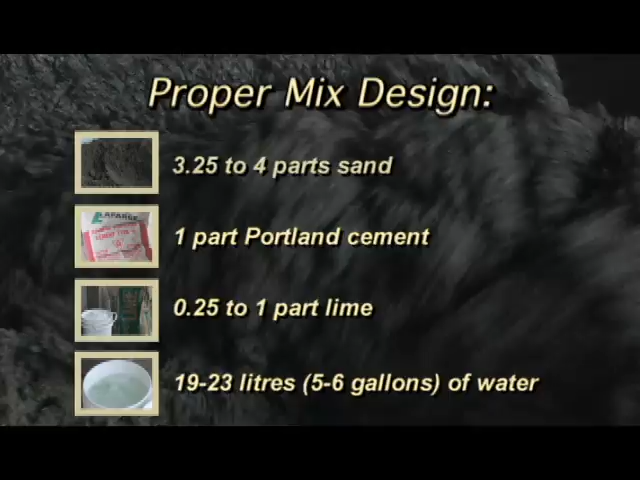 Proper Mix Design:
3.25 to 4 parts sand
LAFARGE
1 part Portland cement
0.25 to 1 part lime
19-23 litres (5-6 gallons) of water